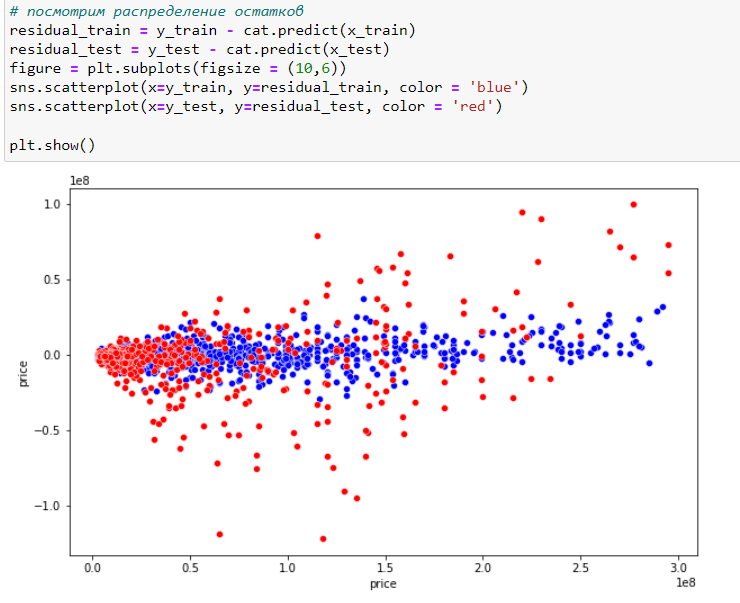 # посмотрим распределение остатков
residual_train = y_train - cat.predict(x_train)
residual_test = y_test - cat.predict(x_test)
figure = plt.subplots(figsize = (10,6))
sns.scatterplot(x=y_train, y=residual_train, color = 'blue')
sns.scatterplot(x=y_test, y=residual_test, color = 'red')
plt.show()
1e8
1.0
0.5
0.0
−0.5
−1.0
price
0.0 0.5 1.0 1.5 2.0 2.5 3.0
price 1e8